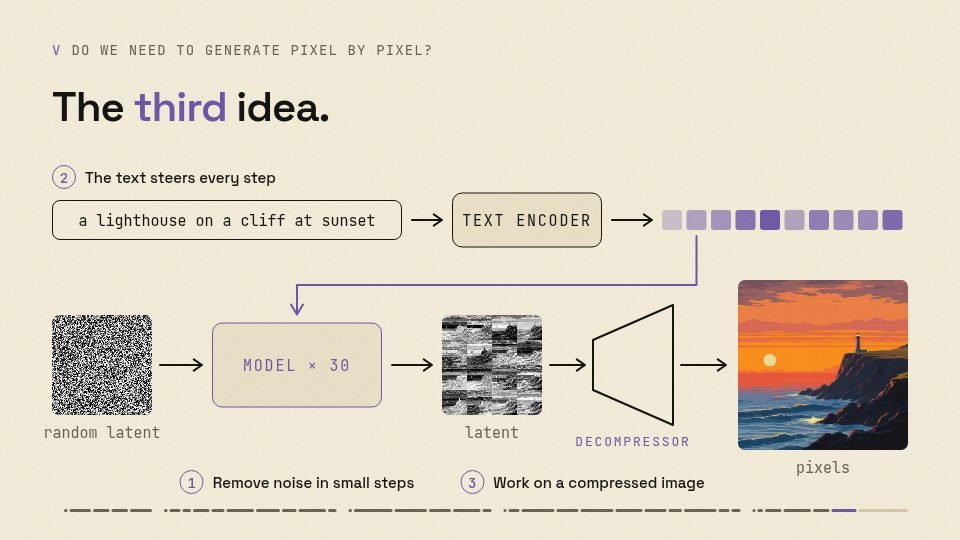 V DO WE NEED TO GENERATE PIXEL BY PIXEL?
The third idea.
2 The text steers every step
a lighthouse on a cliff at sunset
TEXT ENCODER
MODEL × 30
random latent
latent
DECOMPRESSOR
pixels
1 Remove noise in small steps
3 Work on a compressed image